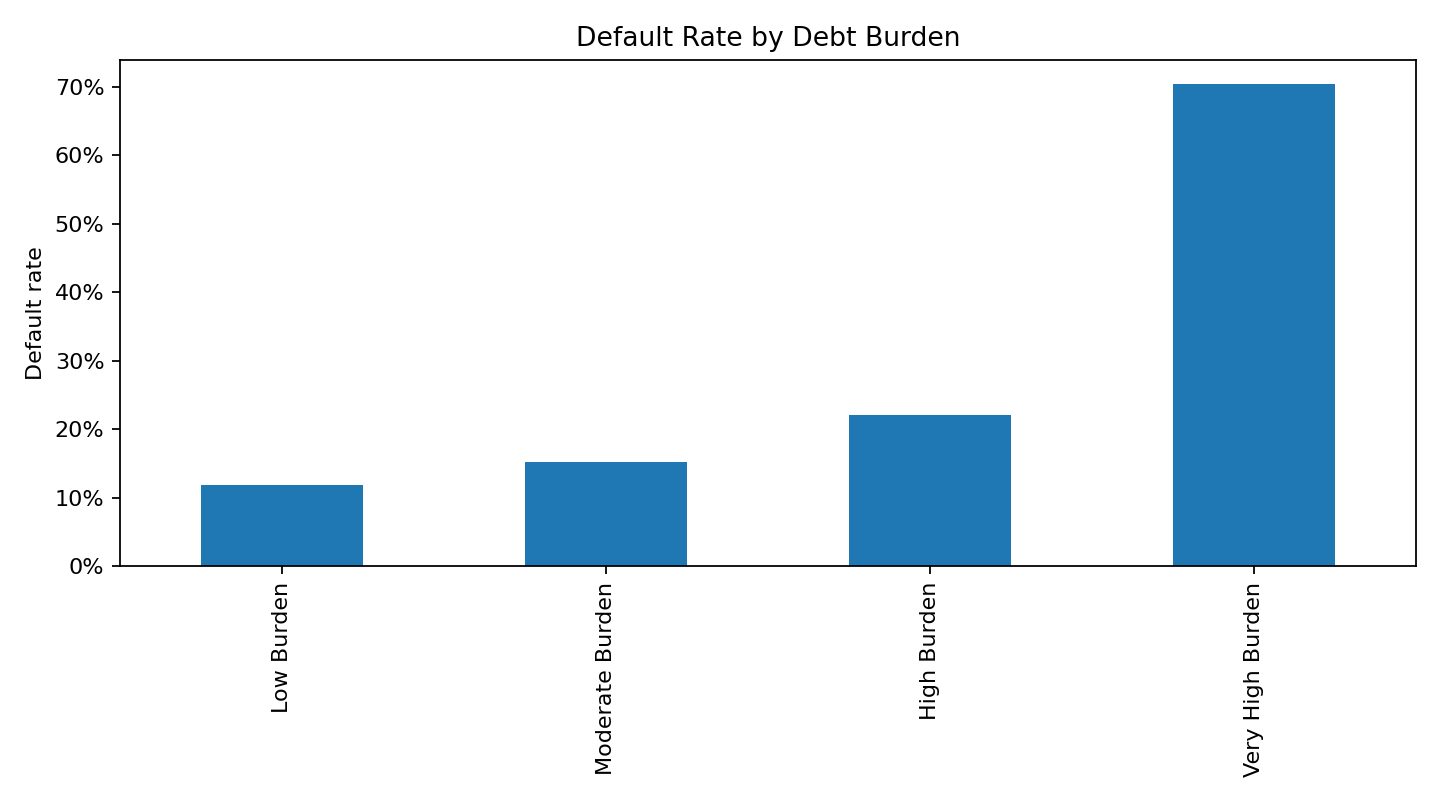 Default Rate by Debt Burden
Default rate
70%
60%
50%
40%
30%
20%
10%
0%
Low Burden
Moderate Burden
High Burden
Very High Burden